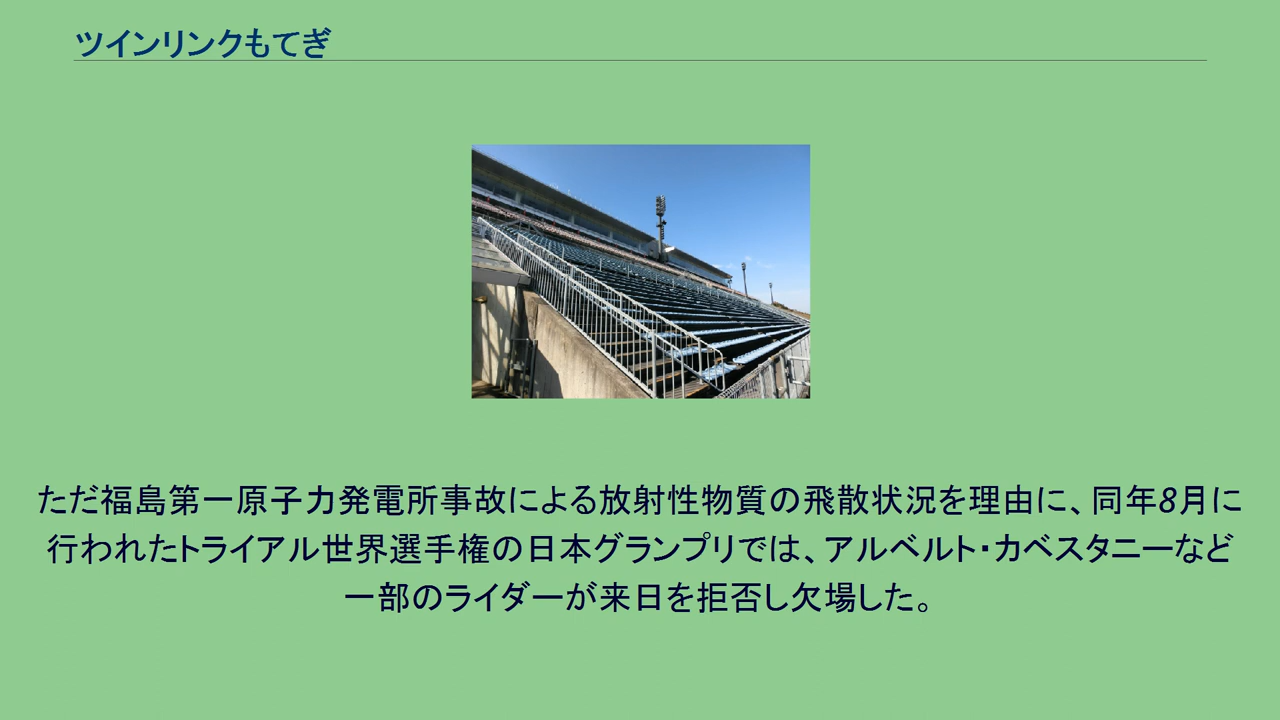 ツインリンクもてぎ
ただ福島第一原子力発電所事故による放射性物質の飛散状況を理由に、同年8月に
行われたトライアル世界選手権の日本グランプリでは、アルベルト・カベスタニーなど
一部のライダーが来日を拒否し欠場した。